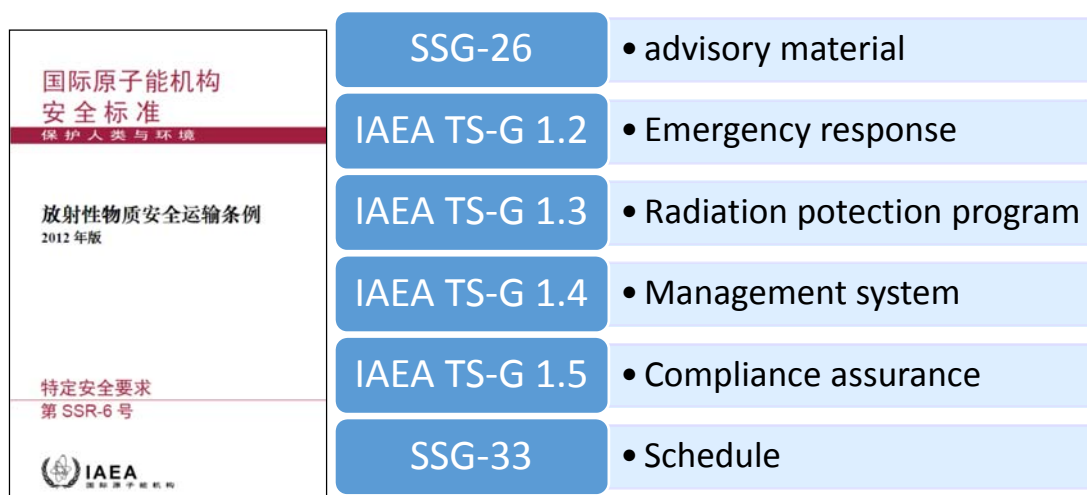 国际原子能机构
安全标准
保护人类与环境
放射性物质安全运输条例
2012 年版
特定安全要求
第 SSR-6 号
IAEA
国际原子能机构
SSG-26
• advisory material
IAEA TS-G 1.2
• Emergency response
IAEA TS-G 1.3
• Radiation potection program
IAEA TS-G 1.4
• Management system
IAEA TS-G 1.5
• Compliance assurance
SSG-33
• Schedule